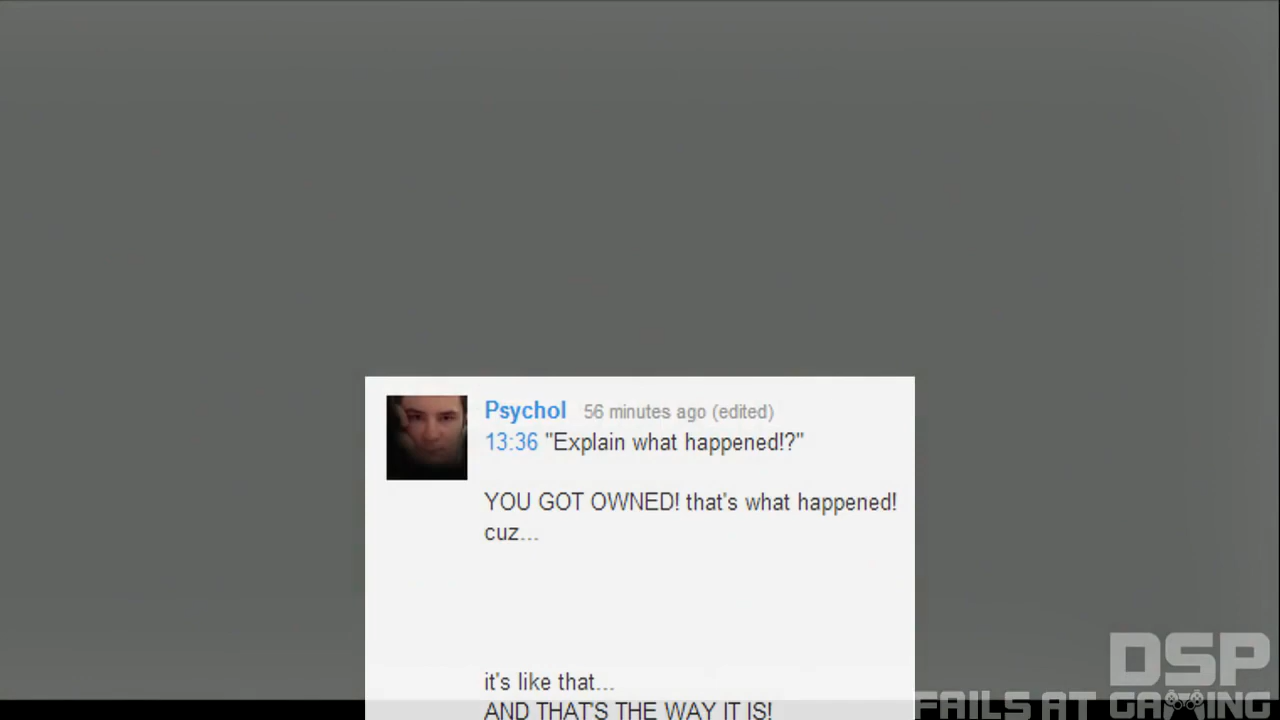 Psychol 56 minutes ago (edited)
13:36 "Explain what happened!?"
YOU GOT OWNED! that's what happened!
cuz...
it's like that...
AND THAT'S THE WAY IT IS!
DSP
FAILS AT GAMING